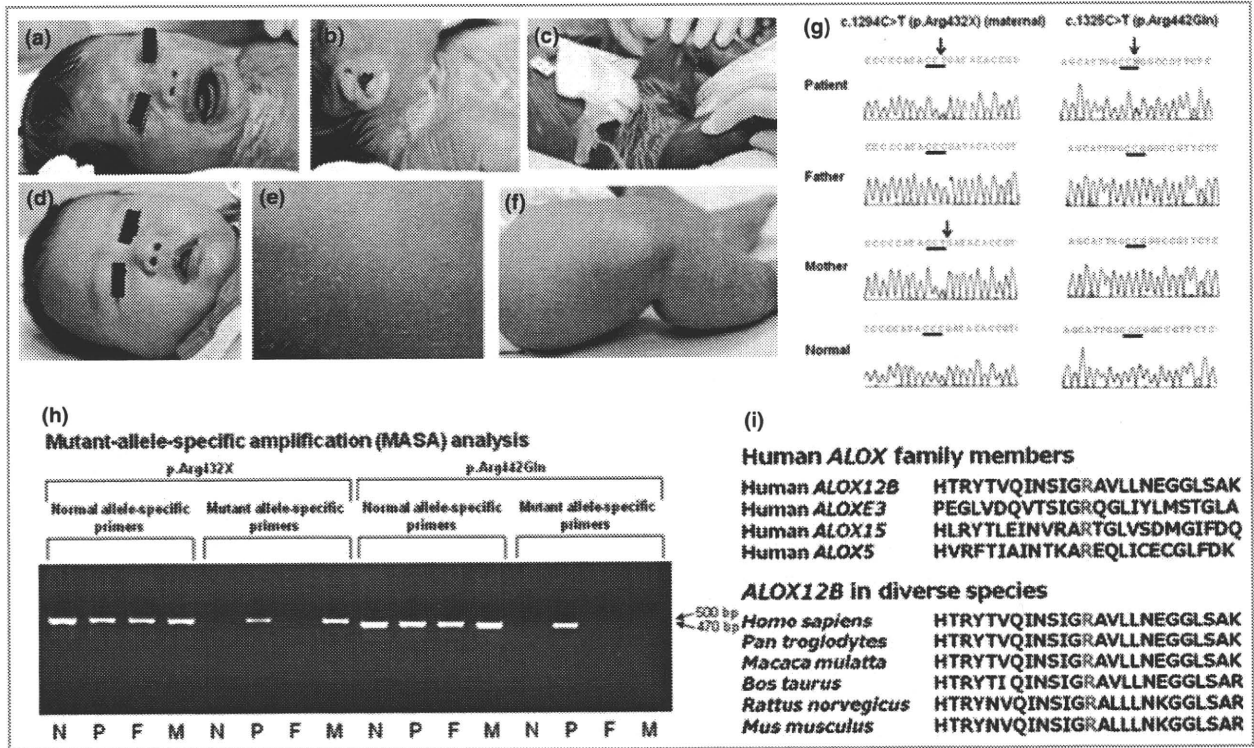 (a)
(b)
(c)
(d)
(e)
(f)
(g)
c.1294C>T (p.Arg432X) (maternal)
c.1325C>T (p.Arg442Gln)
Patient
Father
Mother
Normal
(h)
Mutant-allele-specific amplification (MASA) analysis
p.Arg432X
p.Arg442Gln
Normal allele-specific primers
Mutant allele-specific primers
Normal allele-specific primers
Mutant allele-specific primers
500 bp
470 bp
N P F M N P F M N P F M N P F M
(i)
Human ALOX family members
Human ALOX12B HTRYTVQINSIGRAVLLNEGGLSAK
Human ALOXE3 PEGLVDQVTSIGRQGLIYLMSTGLA
Human ALOX15 HLRYTLEINVRARTGLVSDMGIFDQ
Human ALOX5 HVRFTIAINTKAREQLICECGLFDK
ALOX12B in diverse species
Homo sapiens HTRYTVQINSIGRAVLLNEGGLSAK
Pan troglodytes HTRYTVQINSIGRAVLLNEGGLSAK
Macaca mulatta HTRYTVQINSIGRAVLLNEGGLSAK
Bos taurus HTRYTI QINSIGRAVLLNEGGLSAR
Rattus norvegicus HTRYNVQINSIGRALLLNKGGLSAR
Mus musculus HTRYNVQINSIGRALLLNKGGLSAR